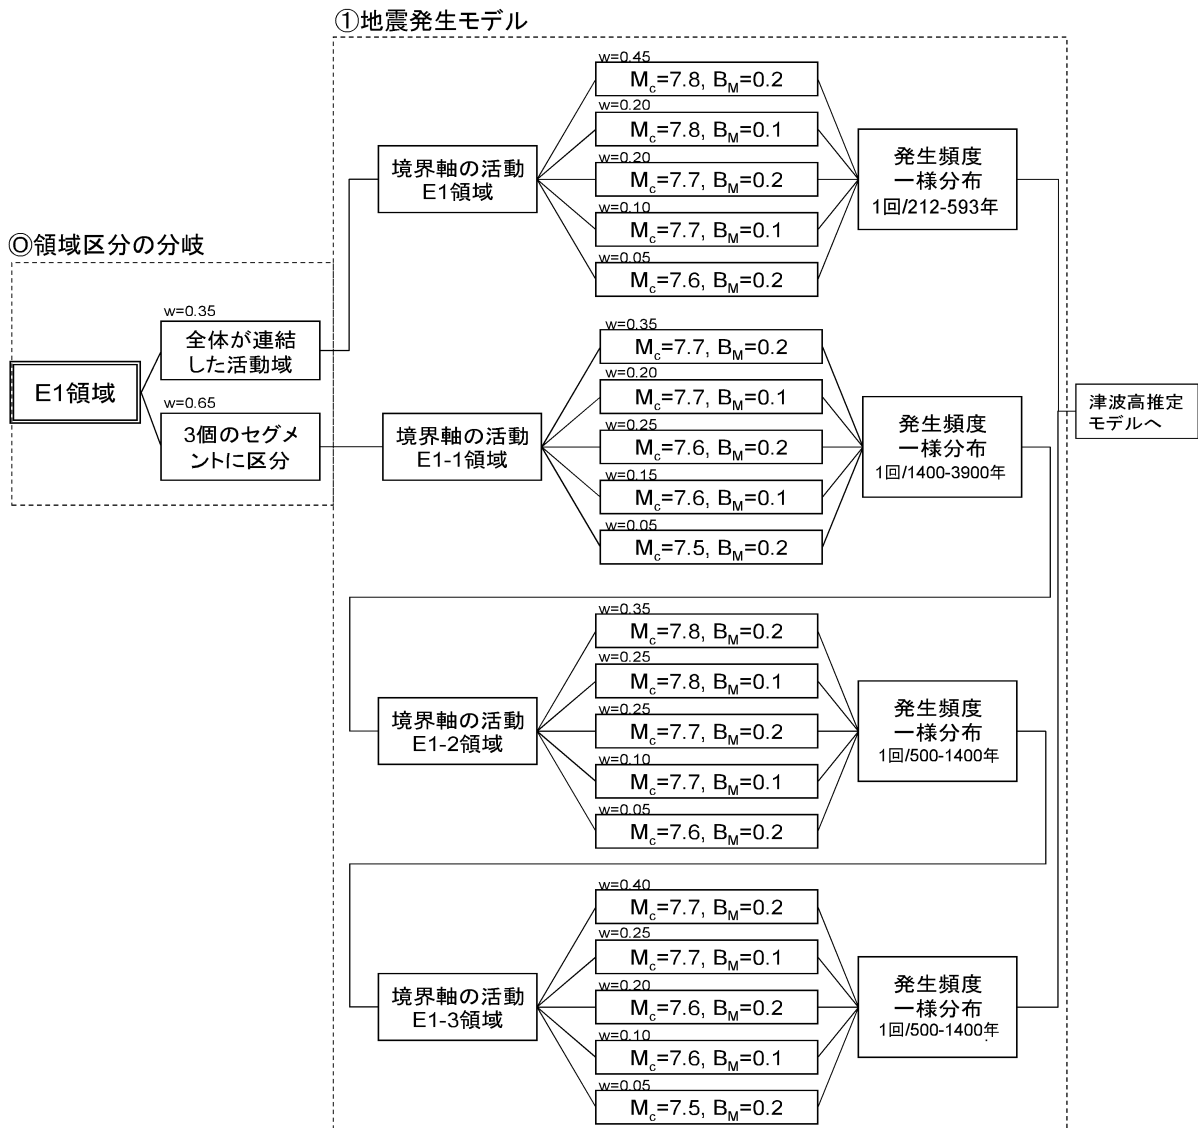 ①地震発生モデル
w=0.45
Mc=7.8, BM=0.2
w=0.20
Mc=7.8, BM=0.1
w=0.20
Mc=7.7, BM=0.2
w=0.10
Mc=7.7, BM=0.1
w=0.05
Mc=7.6, BM=0.2
境界軸の活動
E1領域
発生頻度
一様分布
1回/212-593年
◎領域区分の分岐
E1領域
w=0.35
全体が連結
した活動域
w=0.65
3個のセグメ
ントに区分
境界軸の活動
E1-1領域
w=0.35
Mc=7.7, BM=0.2
w=0.20
Mc=7.7, BM=0.1
w=0.25
Mc=7.6, BM=0.2
w=0.15
Mc=7.6, BM=0.1
w=0.05
Mc=7.5, BM=0.2
発生頻度
一様分布
1回/1400-3900年
津波高推定
モデルへ
境界軸の活動
E1-2領域
w=0.35
Mc=7.8, BM=0.2
w=0.25
Mc=7.8, BM=0.1
w=0.25
Mc=7.7, BM=0.2
w=0.10
Mc=7.7, BM=0.1
w=0.05
Mc=7.6, BM=0.2
発生頻度
一様分布
1回/500-1400年
境界軸の活動
E1-3領域
w=0.40
Mc=7.7, BM=0.2
w=0.25
Mc=7.7, BM=0.1
w=0.20
Mc=7.6, BM=0.2
w=0.10
Mc=7.6, BM=0.1
w=0.05
Mc=7.5, BM=0.2
発生頻度
一様分布
1回/500-1400年